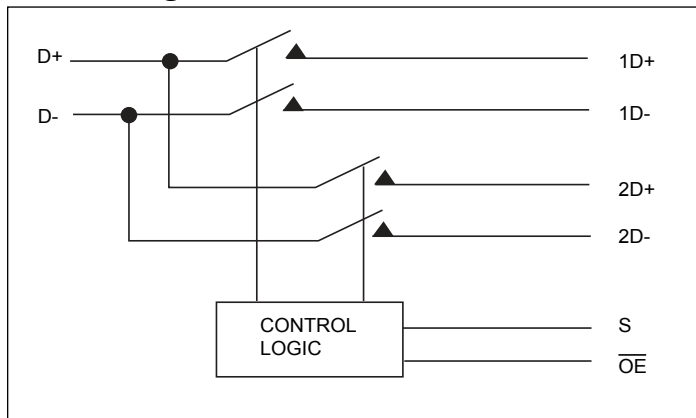 D+
1D+
D-
1D-
2D+
2D-
CONTROL
LOGIC
S
OE